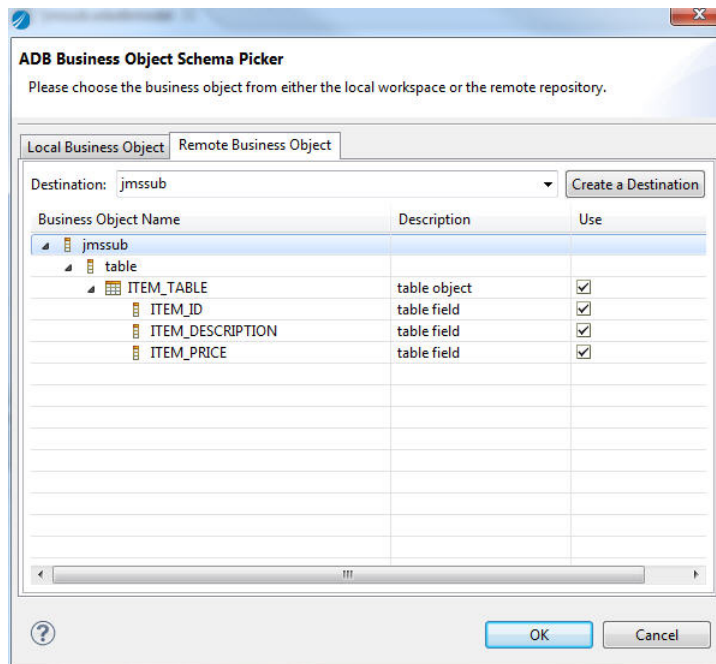 ADB Business Object Schema Picker
Please choose the business object from either the local workspace or the remote repository.
Local Business Object Remote Business Object
Destination: jmssub Create a Destination
Business Object Name Description Use
jmssub
table
ITEM_TABLE table object
ITEM_ID table field
ITEM_DESCRIPTION table field
ITEM_PRICE table field
OK Cancel